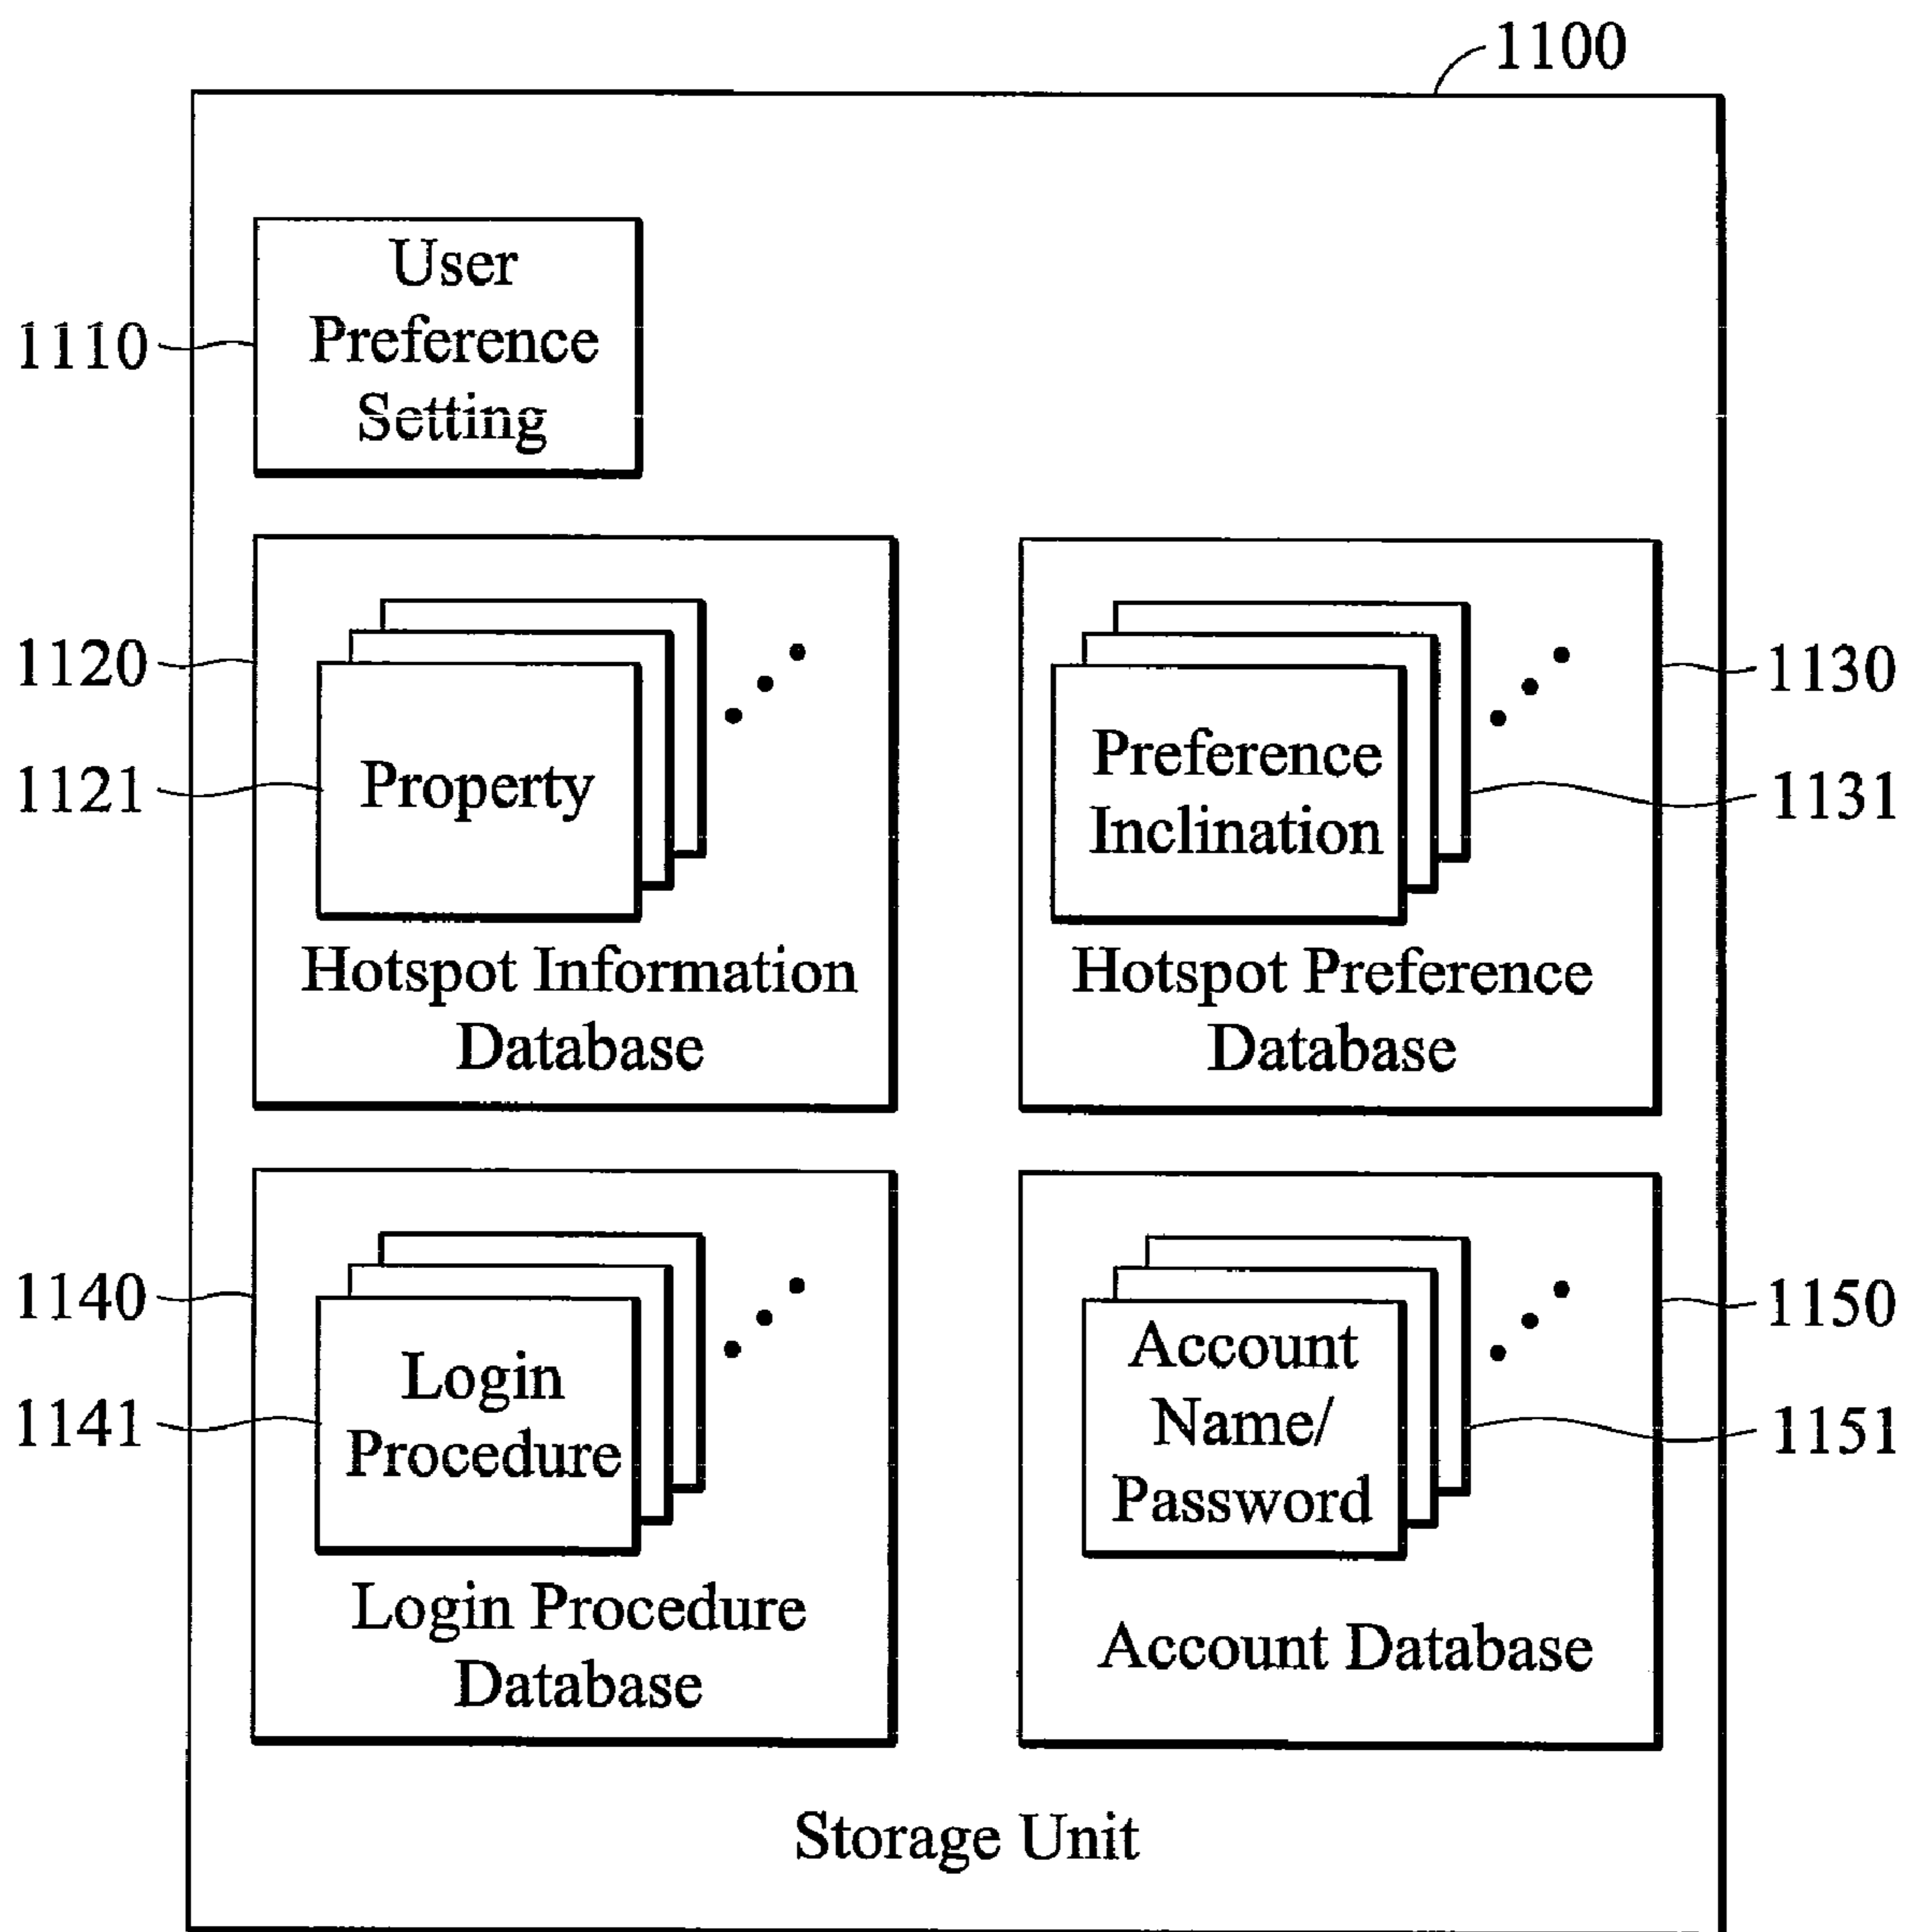 1100
User
Preference
Setting
1110
1120
1121
Property
Hotspot Information
Database
Preference
Inclination
Hotspot Preference
Database
1130
1131
1140
1141
Login
Procedure
Login Procedure
Database
Account
Name/
Password
Account Database
1150
1151
Storage Unit